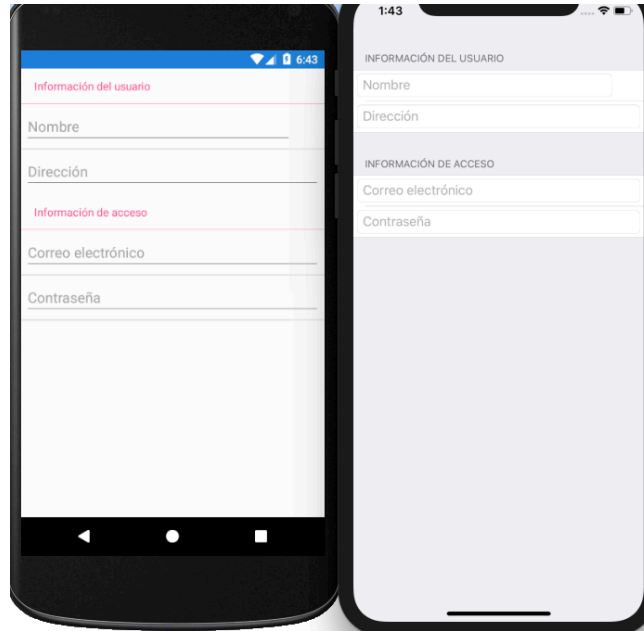 6:43
Información del usuario
Nombre
Dirección
Información de acceso
Correo electrónico
Contraseña
1:43
INFORMACIÓN DEL USUARIO
Nombre
Dirección
INFORMACIÓN DE ACCESO
Correo electrónico
Contraseña